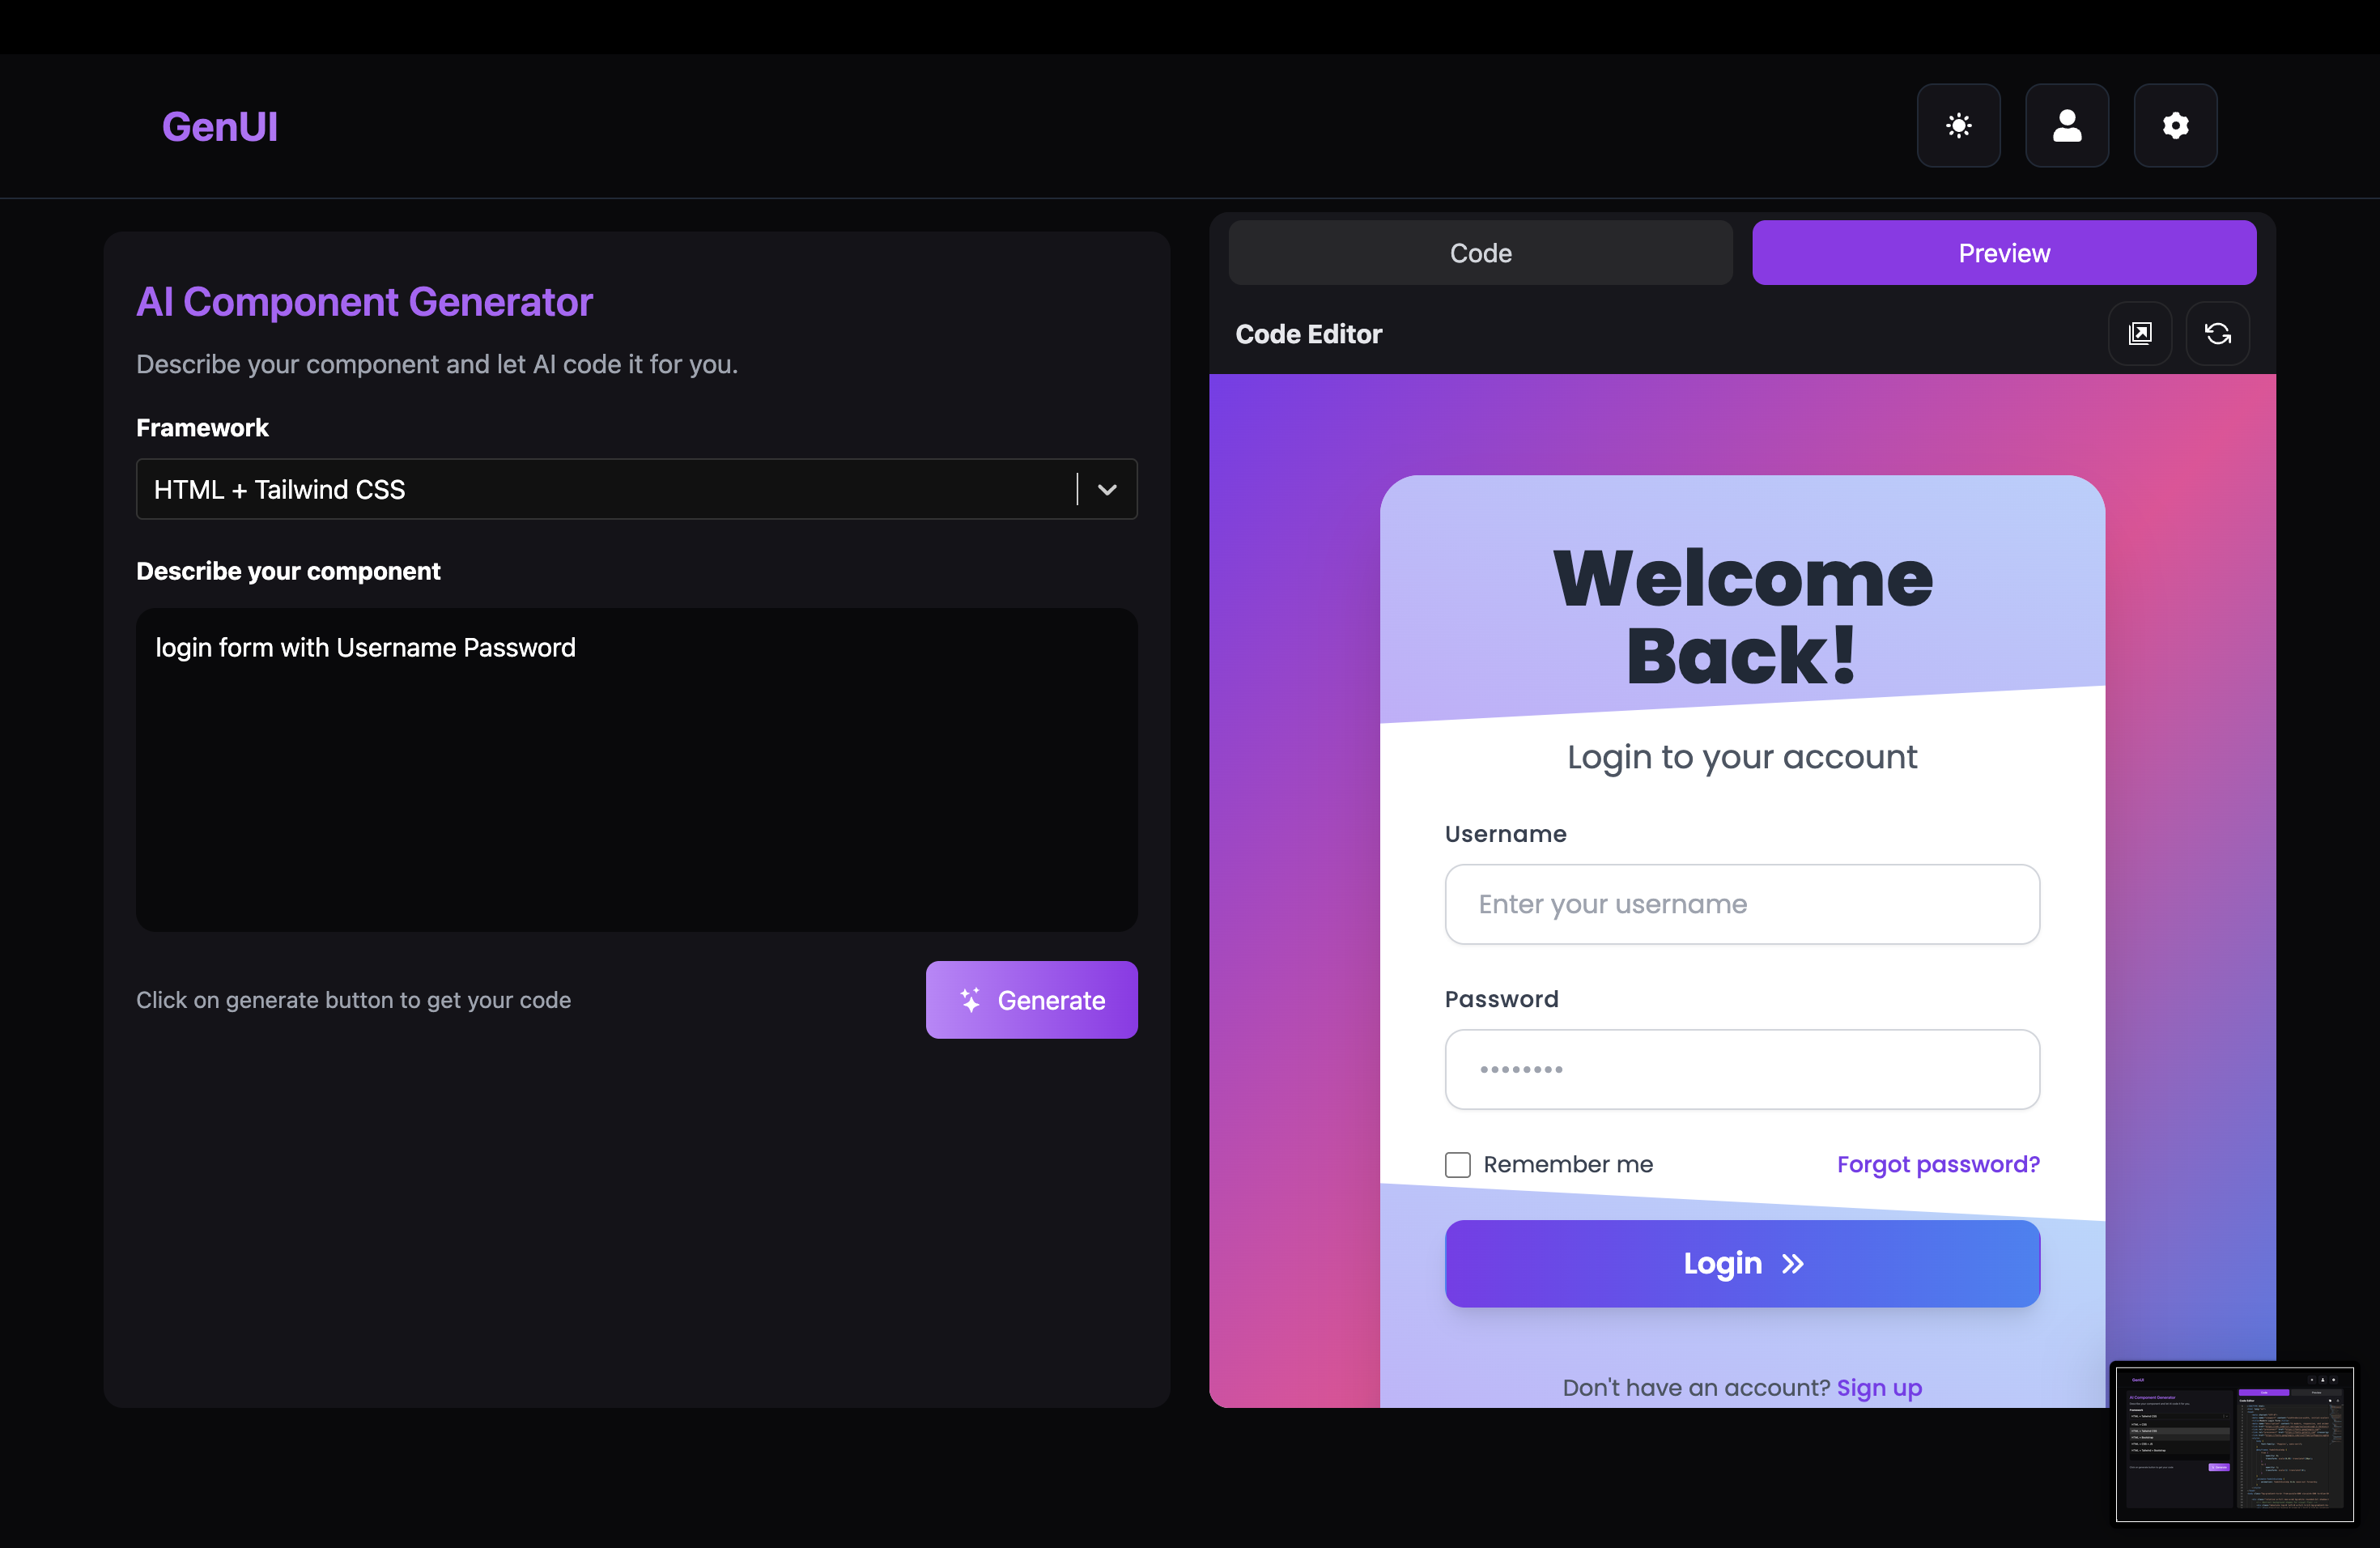 GenUI
AI Component Generator
Describe your component and let AI code it for you.
Framework
HTML + Tailwind CSS
Describe your component
login form with Username Password
Click on generate button to get your code
Generate
Code
Preview
Code Editor
Welcome
Back!
Login to your account
Username
Enter your username
Password
Remember me
Forgot password?
Login
Don't have an account? Sign up